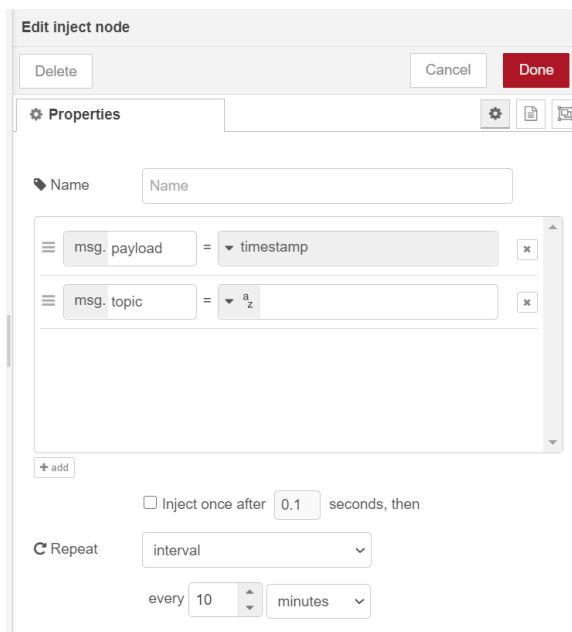 Edit inject node
Delete Cancel Done
Properties
Name Name
msg. payload = timestamp
msg. topic = a z
+ add
Inject once after 0.1 seconds, then
Repeat interval
every 10 minutes